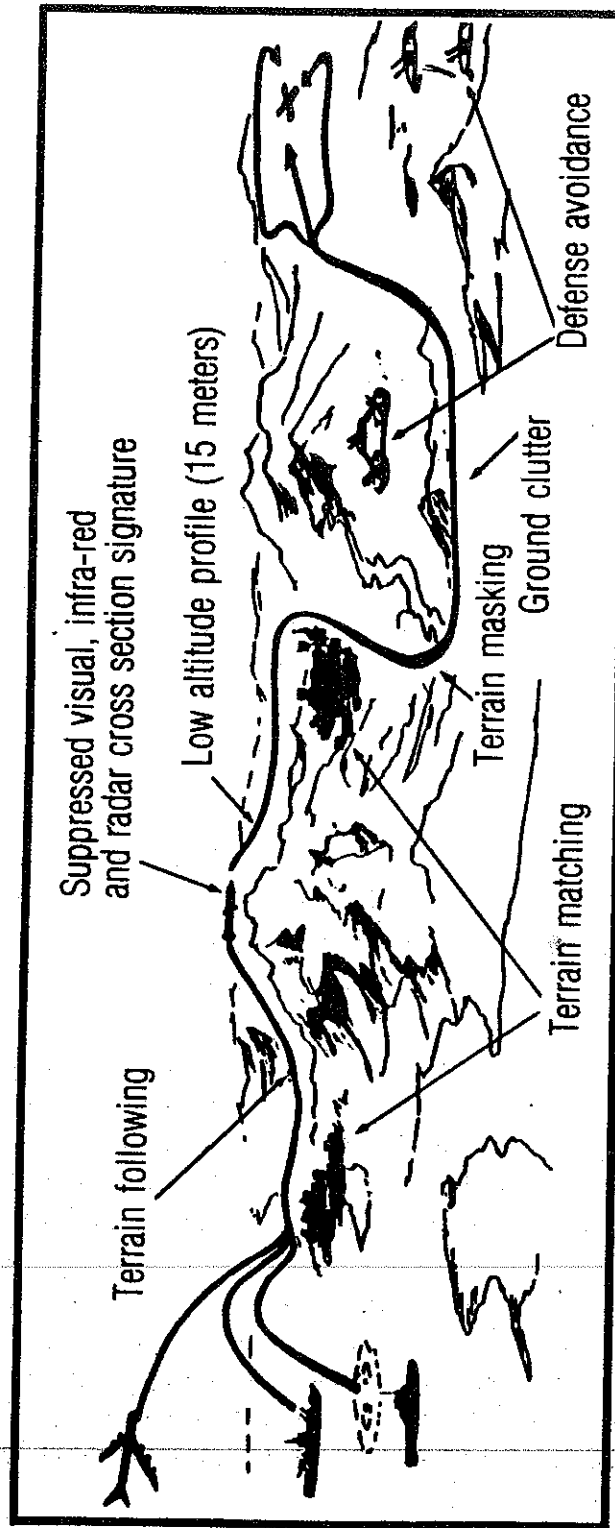 Suppressed visual, infra-red
and radar cross section signature
Terrain following
Low altitude profile (15 meters)
Terrain masking
Ground clutter
Terrain matching
Defense avoidance